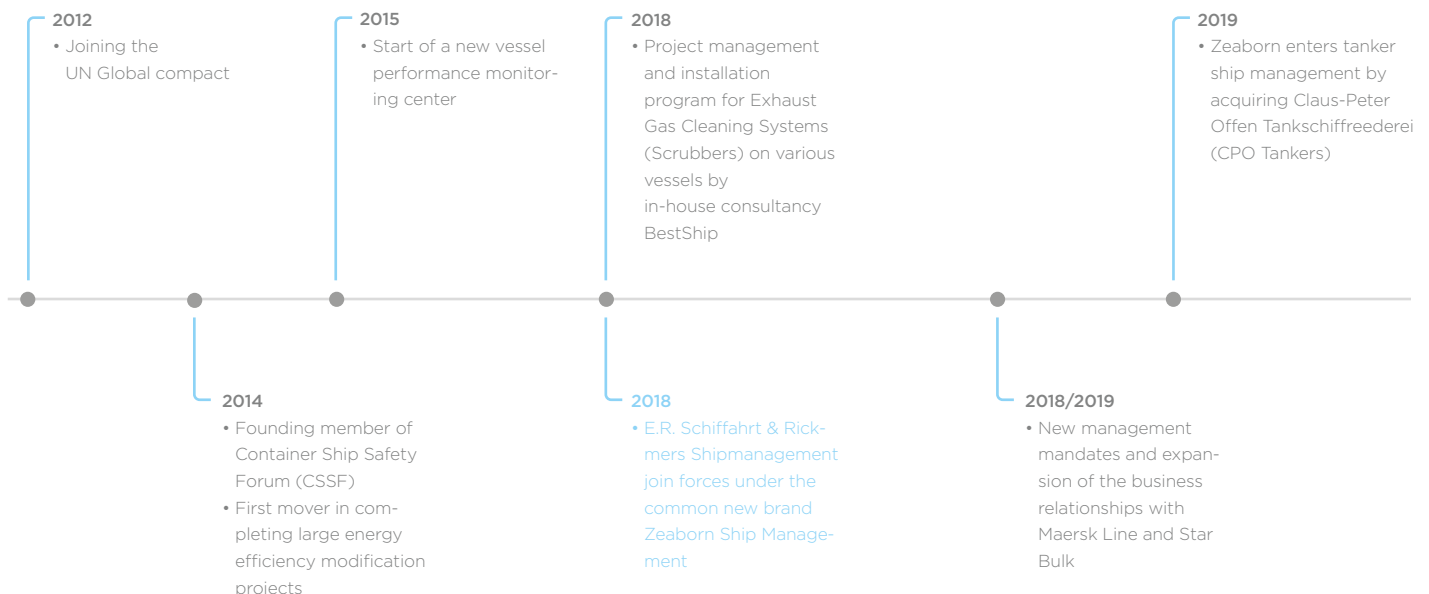 2012
• Joining the
UN Global compact
2015
• Start of a new vessel
performance monitor-
ing center
2018
• Project management
and installation
program for Exhaust
Gas Cleaning Systems
(Scrubbers) on various
vessels by
in-house consultancy
BestShip
2019
• Zeaborn enters tanker
ship management by
acquiring Claus-Peter
Offen Tankschiffreederei
(CPO Tankers)
2014
• Founding member of
Container Ship Safety
Forum (CSSF)
• First mover in com-
pleting large energy
efficiency modification
projects
2018
• E.R. Schiffahrt & Rick-
mers Shipmanagement
join forces under the
common new brand
Zeaborn Ship Manage-
ment
2018/2019
• New management
mandates and expan-
sion of the business
relationships with
Maersk Line and Star
Bulk